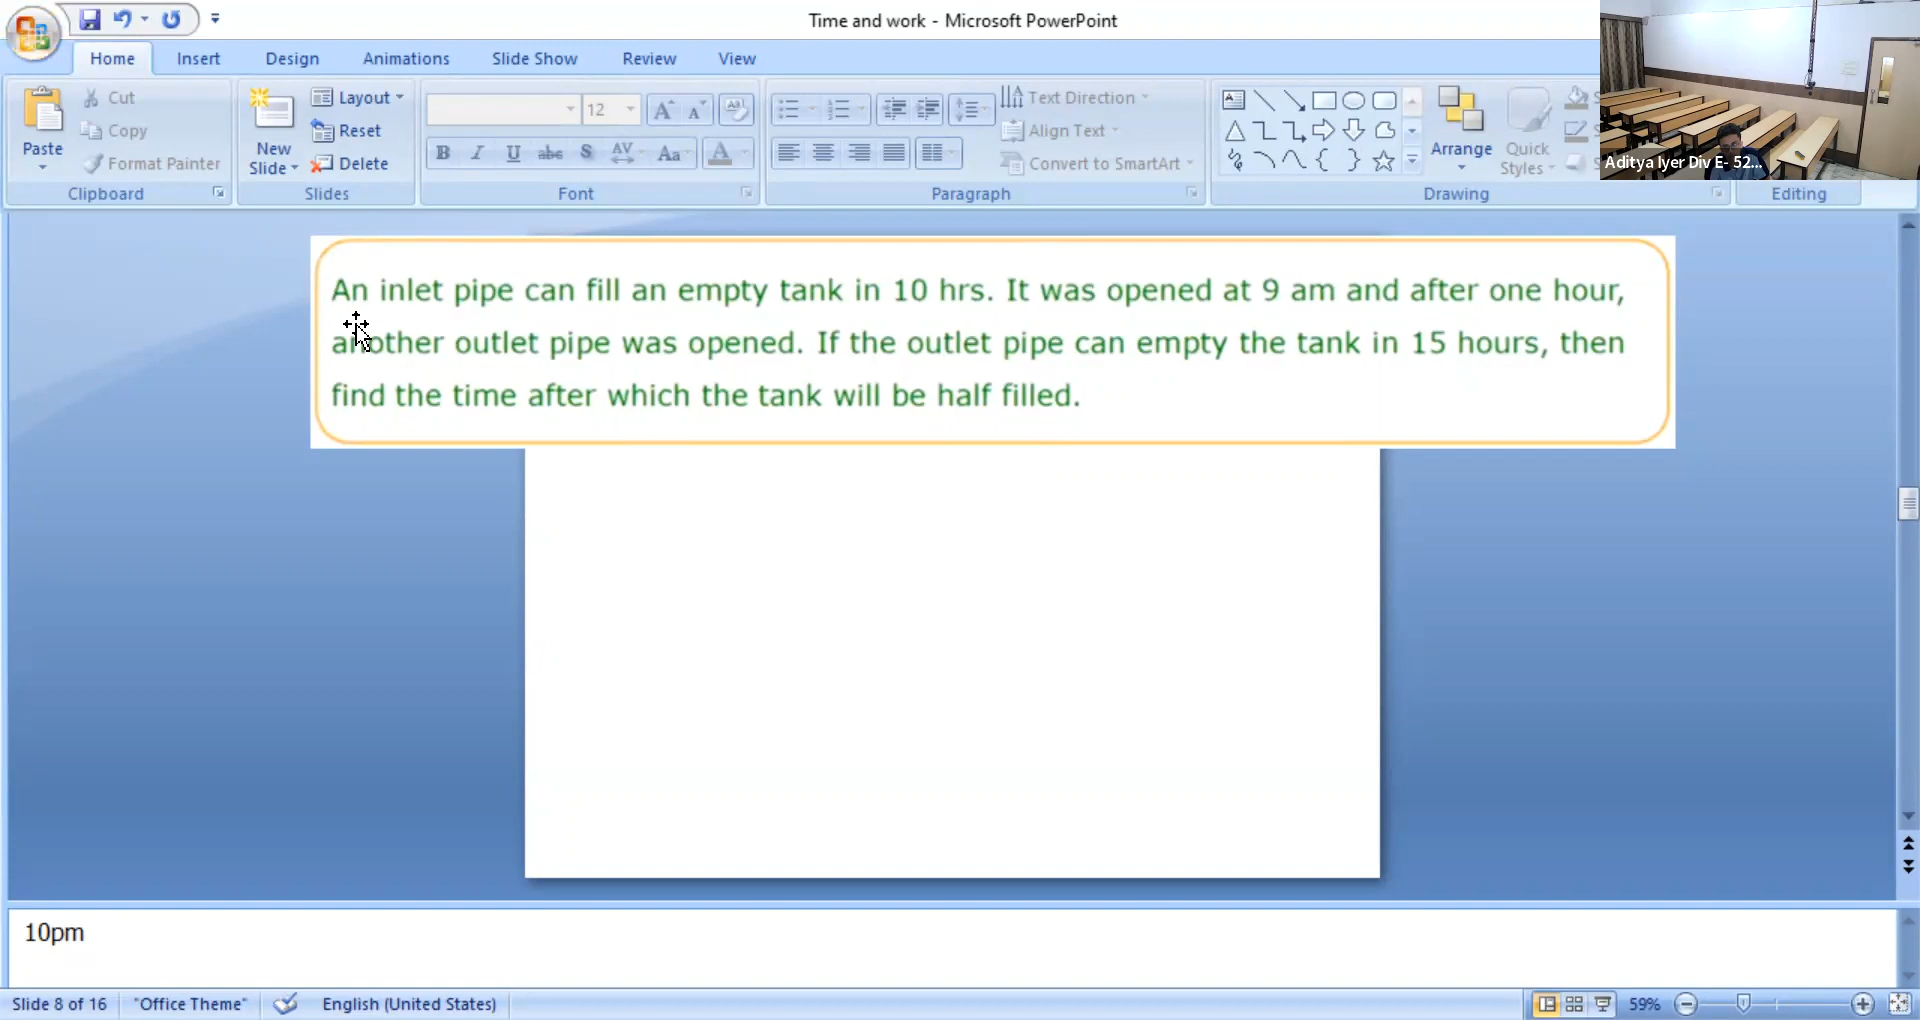 Time and work - Microsoft PowerPoint
Home Insert Design Animations Slide Show Review View
Paste
Cut
Copy
Format Painter
Clipboard
New Slide
Layout
Reset
Delete
Slides
12
B I U abc S AV Aa A
Font
Text Direction
Align Text
Convert to SmartArt
Paragraph
Arrange
Quick Styles
Drawing
Editing
Aditya Iyer Div E- 52...
An inlet pipe can fill an empty tank in 10 hrs. It was opened at 9 am and after one hour,
another outlet pipe was opened. If the outlet pipe can empty the tank in 15 hours, then
find the time after which the tank will be half filled.
10pm
Slide 8 of 16 "Office Theme" English (United States) 59%